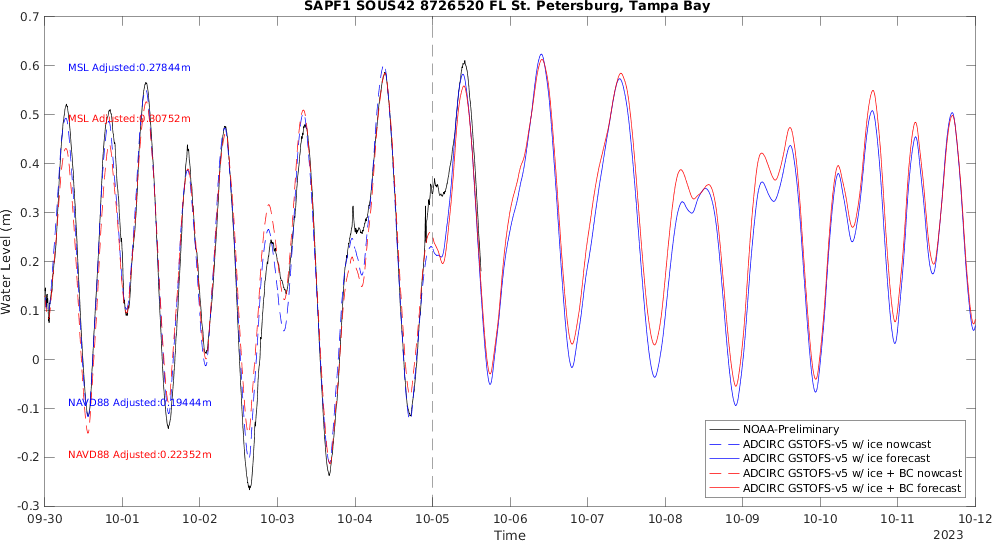 SAPF1 SOUS42 8726520 FL St. Petersburg, Tampa Bay
0.7
0.6
0.5
0.4
0.3
0.2
0.1
0
-0.1
-0.2
-0.3
Water Level (m)
MSL Adjusted:0.27844m
MSL Adjusted:0.30752m
NAVD88 Adjusted:0.19444m
NAVD88 Adjusted:0.22352m
NOAA-Preliminary
ADCIRC GSTOFS-v5 w/ ice nowcast
ADCIRC GSTOFS-v5 w/ ice forecast
ADCIRC GSTOFS-v5 w/ ice + BC nowcast
ADCIRC GSTOFS-v5 w/ ice + BC forecast
09-30 10-01 10-02 10-03 10-04 10-05 10-06 10-07 10-08 10-09 10-10 10-11 10-12
Time
2023